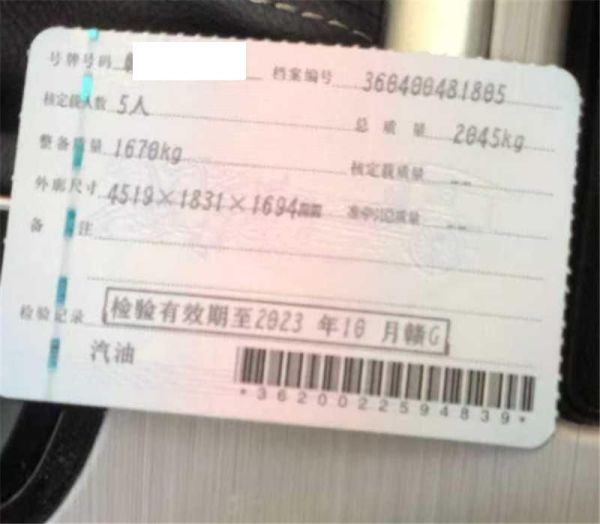 号牌号码 档案编号 360400481805
核定载人数 5人 总质量 2045kg
整备质量 1670kg 核定载质量 --
外廓尺寸 4519×1831×1694mm 准牵引总质量 --
备注
检验记录 检验有效期至2023年10月赣G
汽油
*3620022594839*